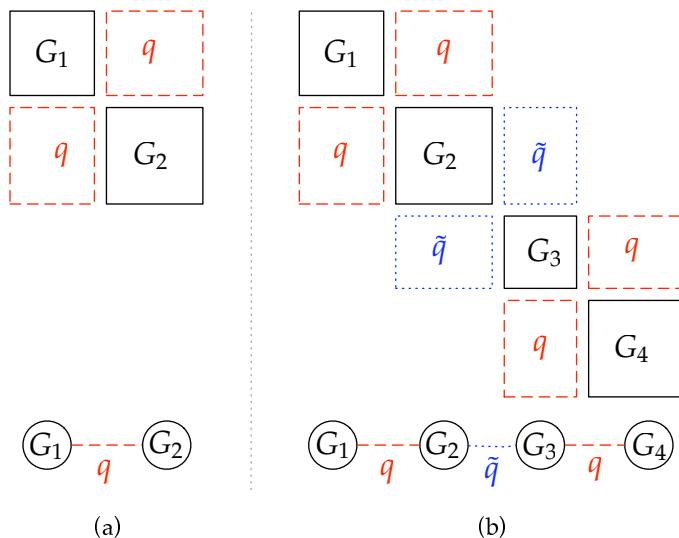 G₁ q G₁ q
q G₂ q G₂ q̃
q̃ G₃ q
q G₄
G₁ G₂ G₁ G₂ G₃ G₄
q q q̃ q
(a) (b)